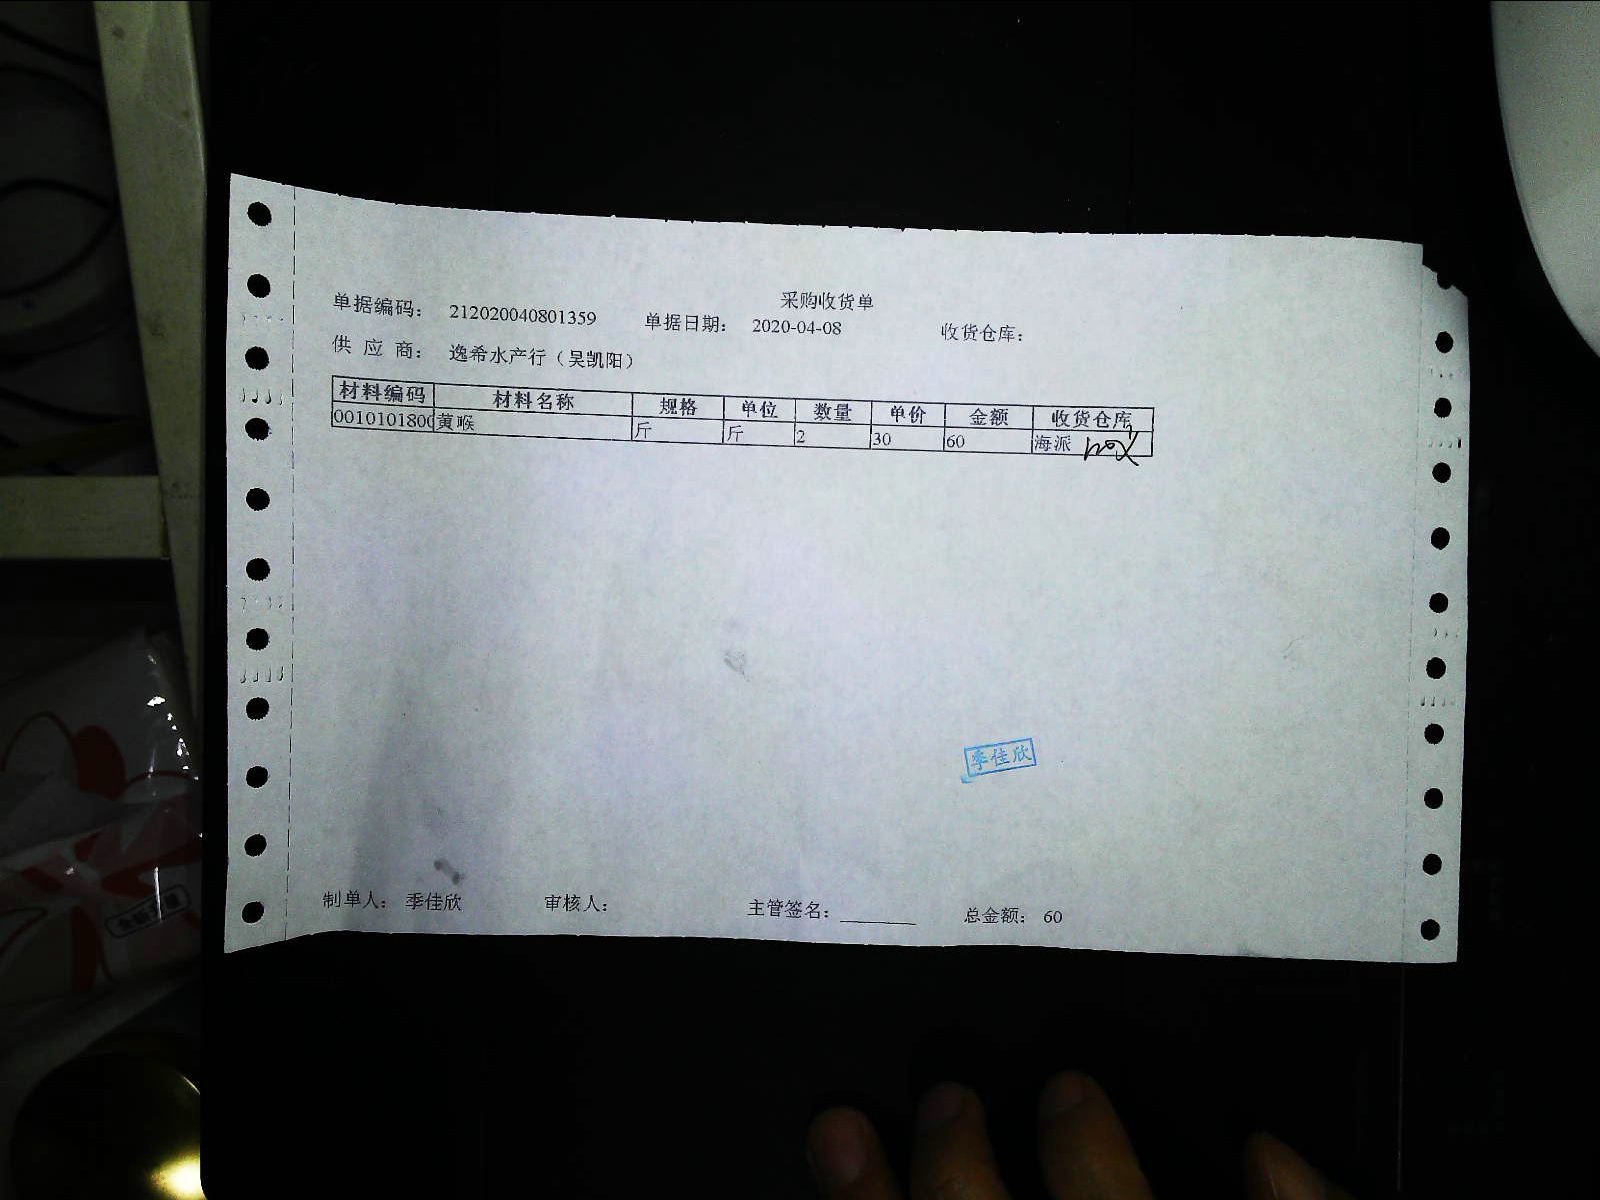 采购收货单
单据编码： 212020040801359 单据日期： 2020-04-08 收货仓库：
供 应 商： 逸希水产行（吴凯阳）
材料编码 材料名称 规格 单位 数量 单价 金额 收货仓库
0010101800 黄喉 斤 斤 2 30 60 海派
季佳欣
制单人： 季佳欣 审核人： 主管签名： 总金额： 60